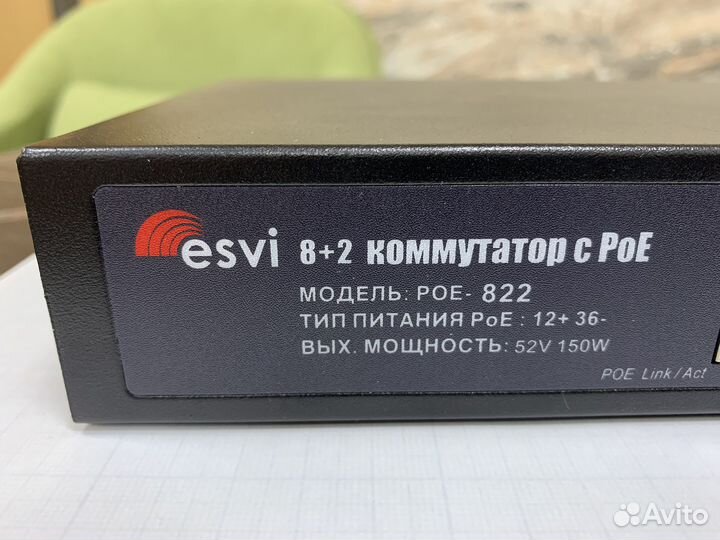 esvi 8+2 коммутатор с PoE
МОДЕЛЬ: POE- 822
ТИП ПИТАНИЯ PoE : 12+ 36-
ВЫХ. МОЩНОСТЬ: 52V 150W
POE Link/Act
Avito